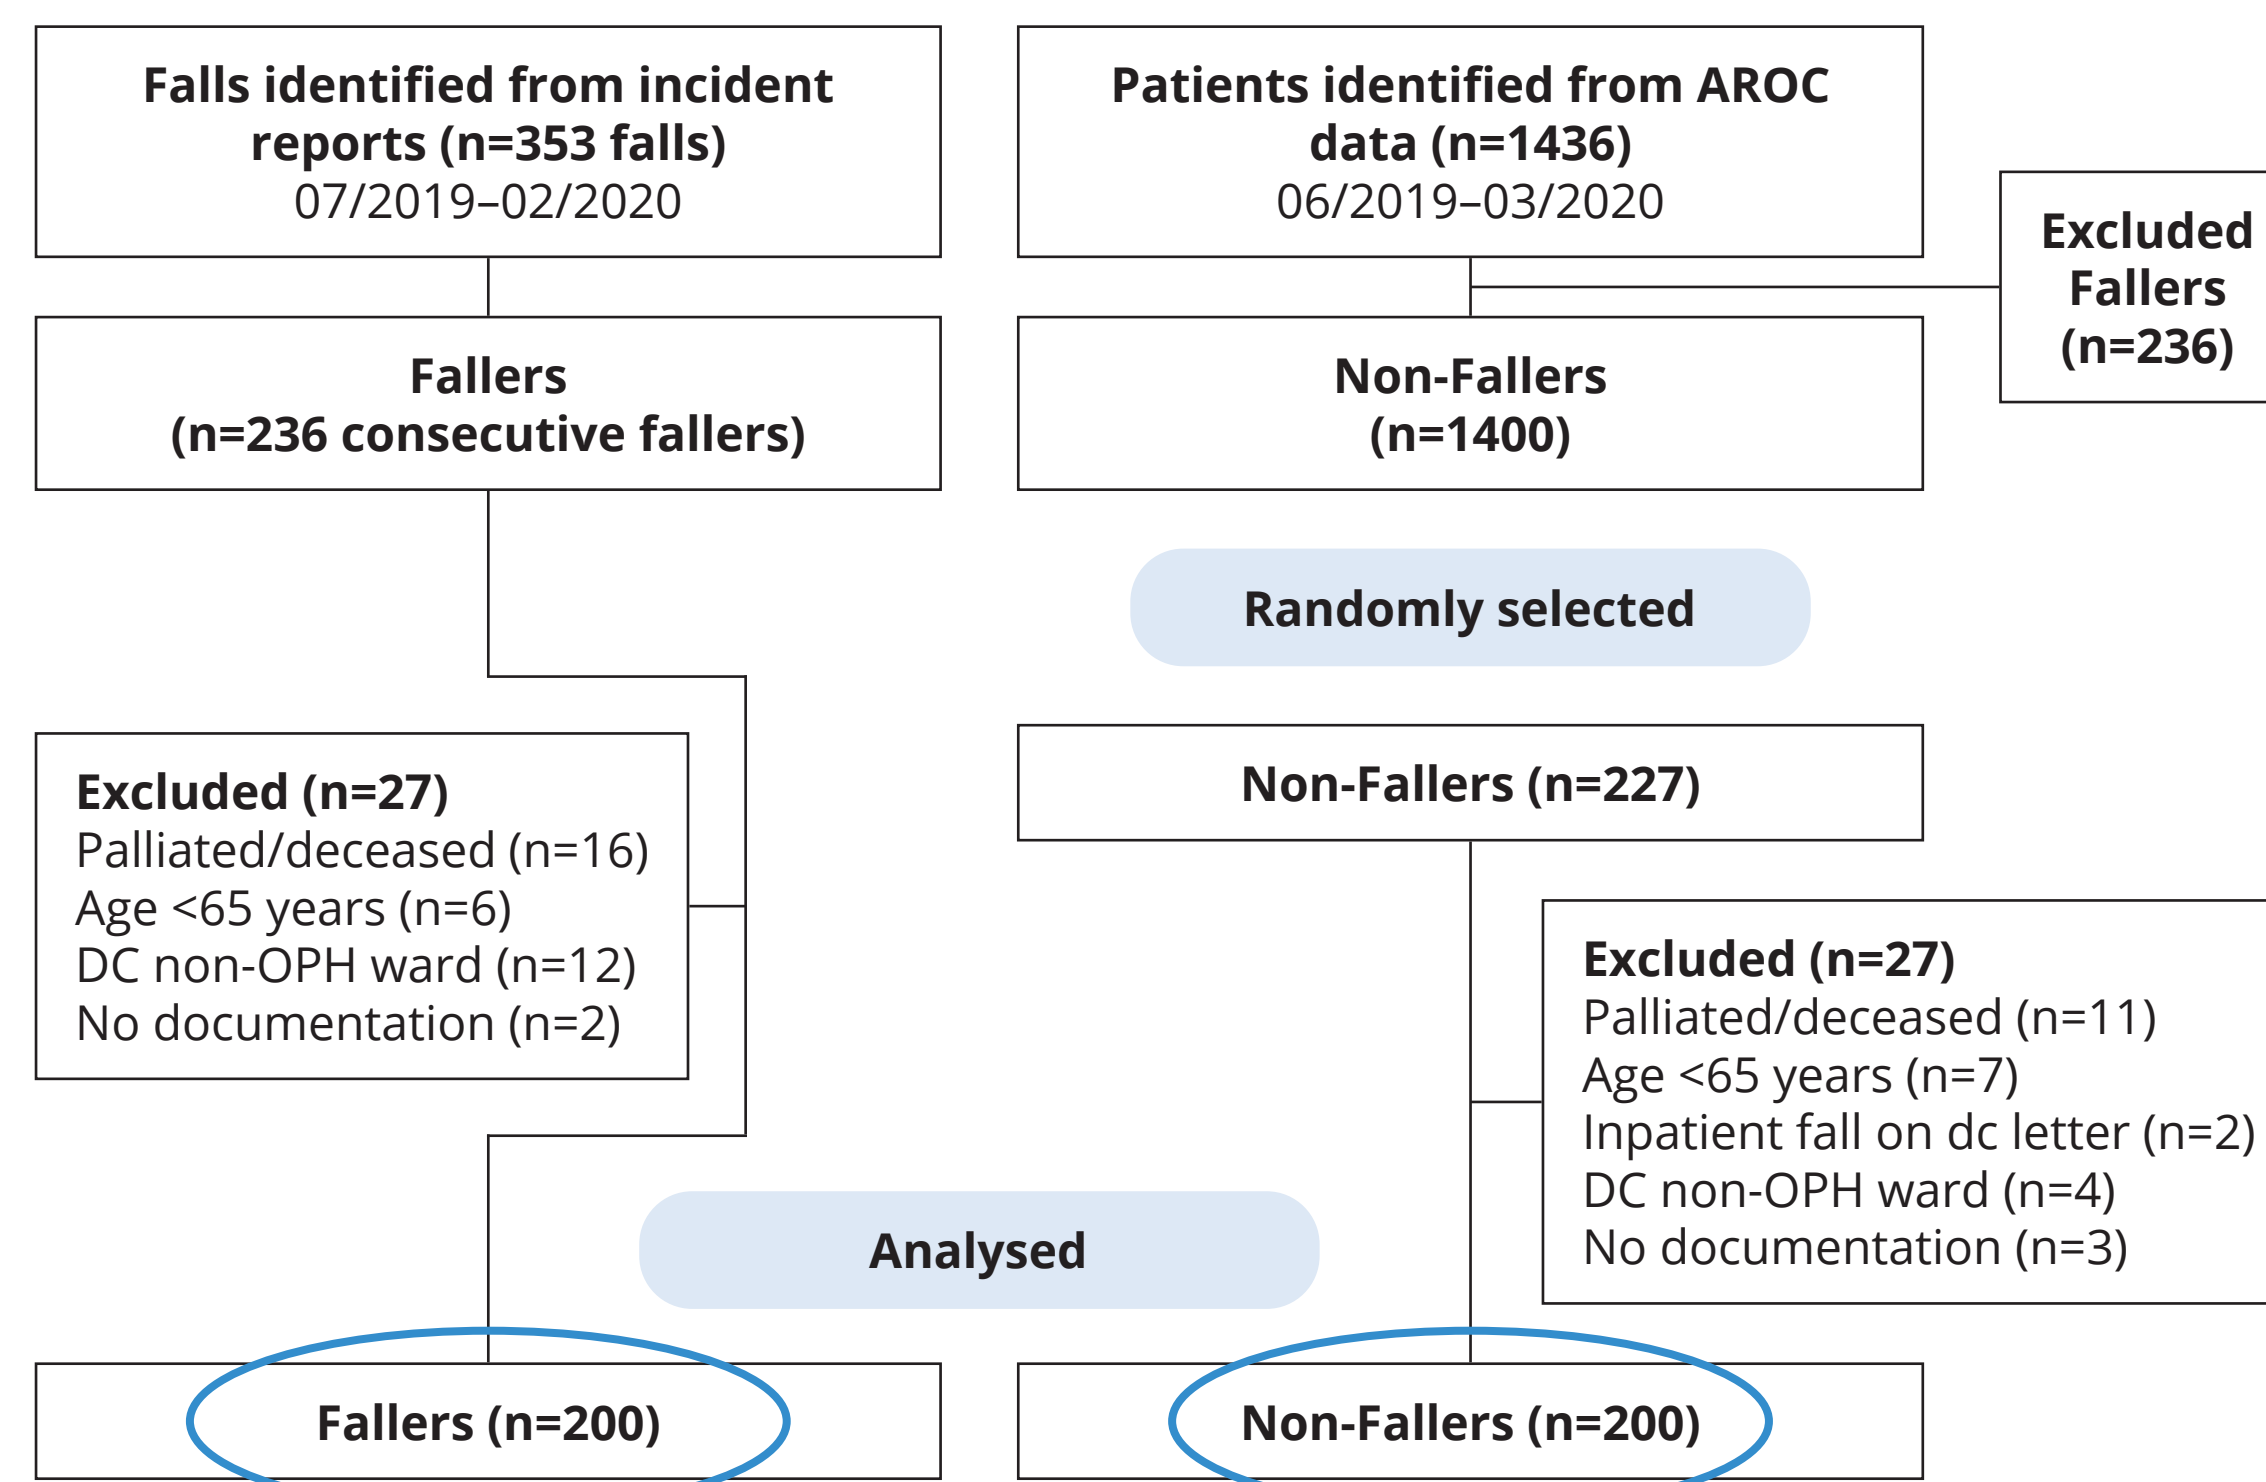 Falls identified from incident
reports (n=353 falls)
07/2019–02/2020
Patients identified from AROC
data (n=1436)
06/2019–03/2020
Excluded
Fallers
(n=236)
Fallers
(n=236 consecutive fallers)
Non-Fallers
(n=1400)
Randomly selected
Excluded (n=27)
Palliated/deceased (n=16)
Age <65 years (n=6)
DC non-OPH ward (n=12)
No documentation (n=2)
Non-Fallers (n=227)
Excluded (n=27)
Palliated/deceased (n=11)
Age <65 years (n=7)
Inpatient fall on dc letter (n=2)
DC non-OPH ward (n=4)
No documentation (n=3)
Analysed
Fallers (n=200)
Non-Fallers (n=200)